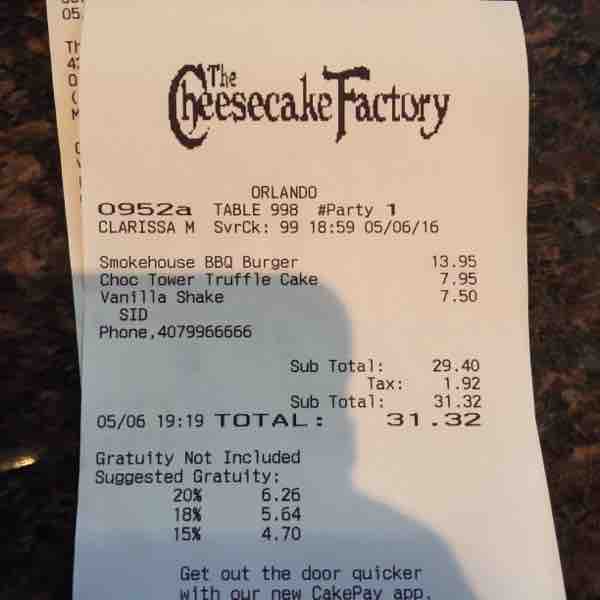 05
05
Th
The
Cheesecake Factory
ORLANDO
0952a TABLE 998 #Party 1
CLARISSA M SvrCk: 99 18:59 05/06/16
Smokehouse BBQ Burger 13.95
Choc Tower Truffle Cake 7.95
Vanilla Shake 7.50
SID
Phone,4079966666
Sub Total: 29.40
Tax: 1.92
Sub Total: 31.32
05/06 19:19 TOTAL: 31.32
Gratuity Not Included
Suggested Gratuity:
20% 6.26
18% 5.64
15% 4.70
Get out the door quicker
with our new CakePay app.